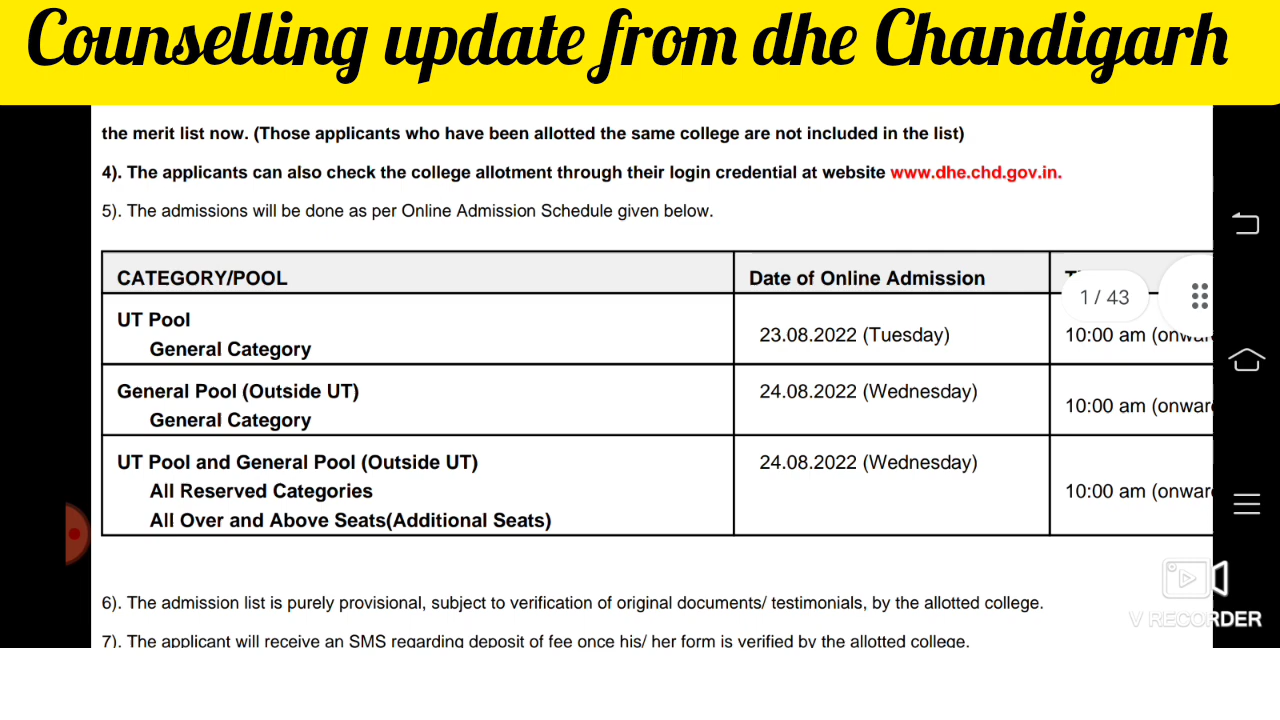 Counselling update from dhe Chandigarh
the merit list now. (Those applicants who have been allotted the same college are not included in the list)
4). The applicants can also check the college allotment through their login credential at website www.dhe.chd.gov.in.
5). The admissions will be done as per Online Admission Schedule given below.
CATEGORY/POOL Date of Online Admission
1 / 43
UT Pool
General Category 23.08.2022 (Tuesday) 10:00 am
General Pool (Outside UT) 24.08.2022 (Wednesday)
General Category 10:00 am
UT Pool and General Pool (Outside UT) 24.08.2022 (Wednesday)
All Reserved Categories 10:00 am
All Over and Above Seats(Additional Seats)
6). The admission list is purely provisional, subject to verification of original documents/ testimonials, by the allotted college.
V RECORDER
7). The applicant will receive an SMS regarding deposit of fee once his/ her form is verified by the allotted college.